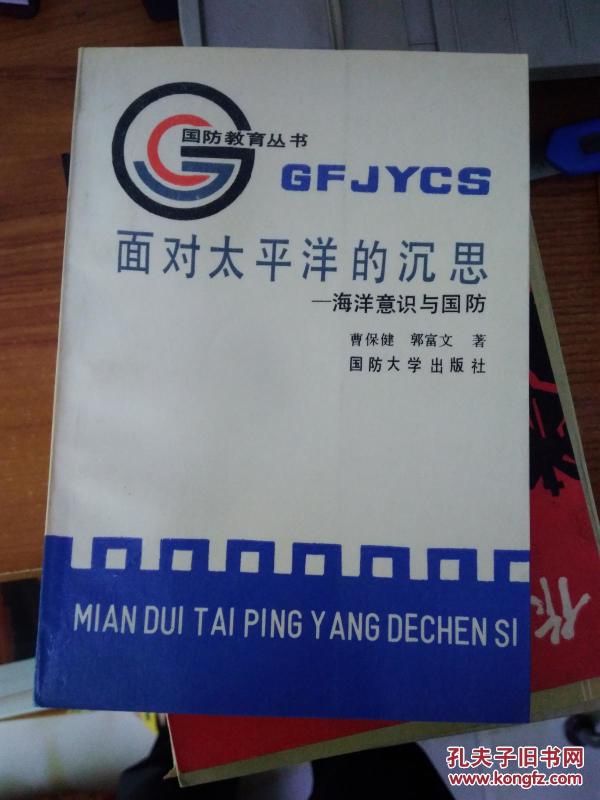 国防教育丛书
GFJYCS
面对太平洋的沉思
—海洋意识与国防
曹保健 郭富文 著
国防大学出版社
MIAN DUI TAI PING YANG DECHEN SI
孔夫子旧书网
www.kongfz.com